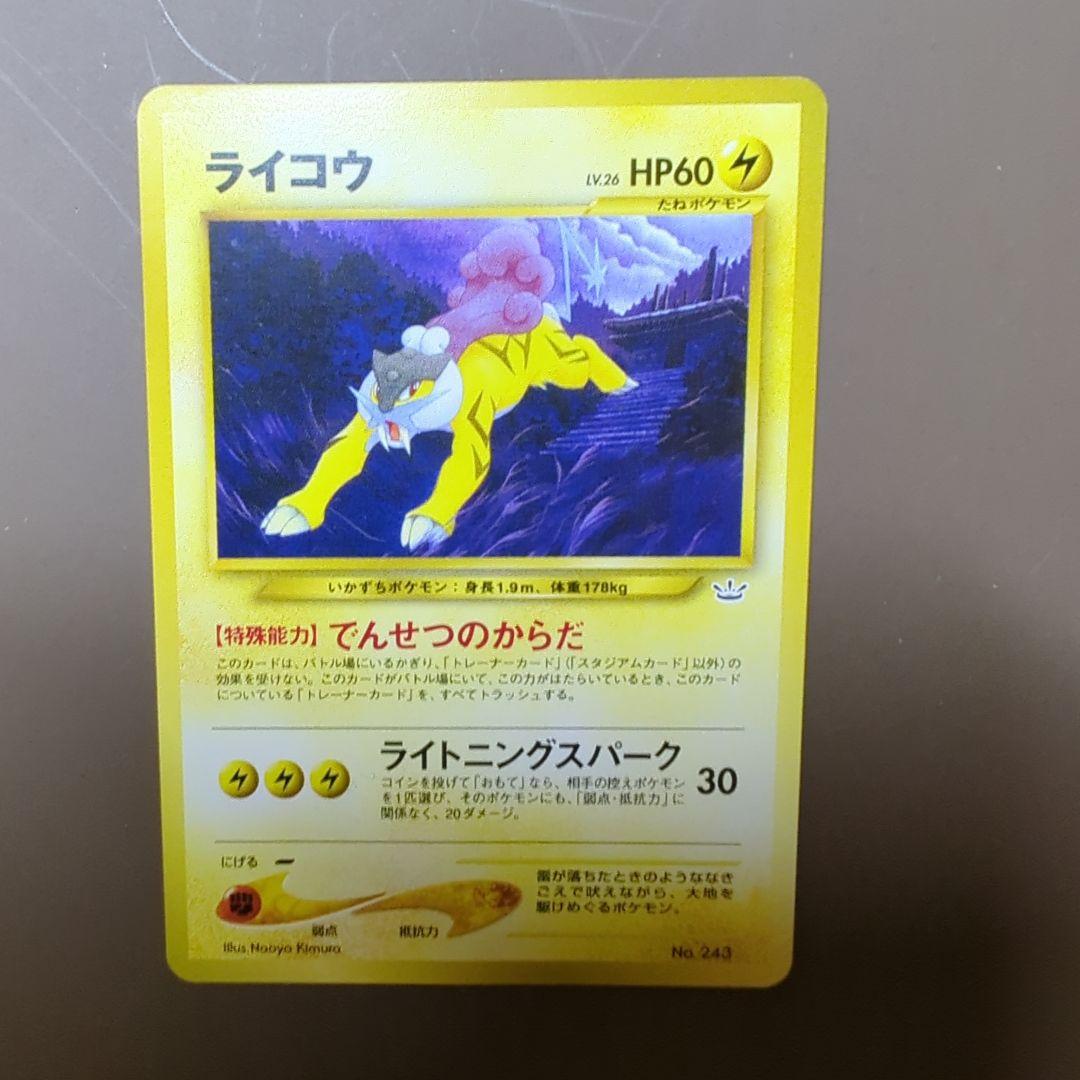 ライコウ
LV.26 HP60
たねポケモン
いかずちポケモン：身長1.9m、体重178kg
【特殊能力】でんせつのからだ
このカードは、バトル場にいるかぎり、「トレーナーカード」（「スタジアムカード」以外）の
効果を受けない。このカードがバトル場にいて、この力がはたらいているとき、このカード
についている「トレーナーカード」を、すべてトラッシュする。
ライトニングスパーク
30
コインを投げて「おもて」なら、相手の控えポケモン
を1匹選び、そのポケモンにも、「弱点・抵抗力」に
関係なく、20ダメージ。
にげる
雷が落ちたときのようななき
ごえで吠えながら、大地を
駆けめぐるポケモン。
弱点
抵抗力
Illus.Naoyo Kimura
No. 243